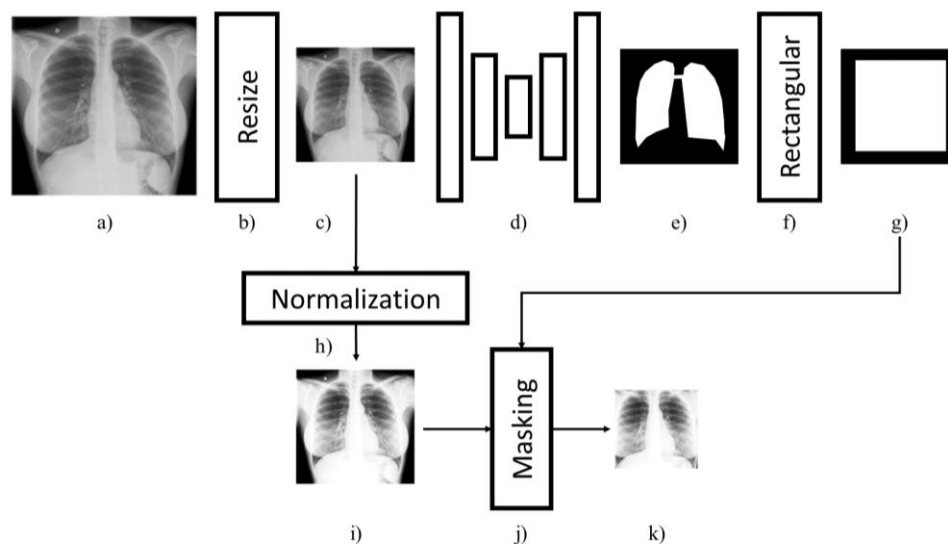 Resize
Rectangular
a)
b)
c)
d)
e)
f)
g)
Normalization
h)
Masking
i)
j)
k)